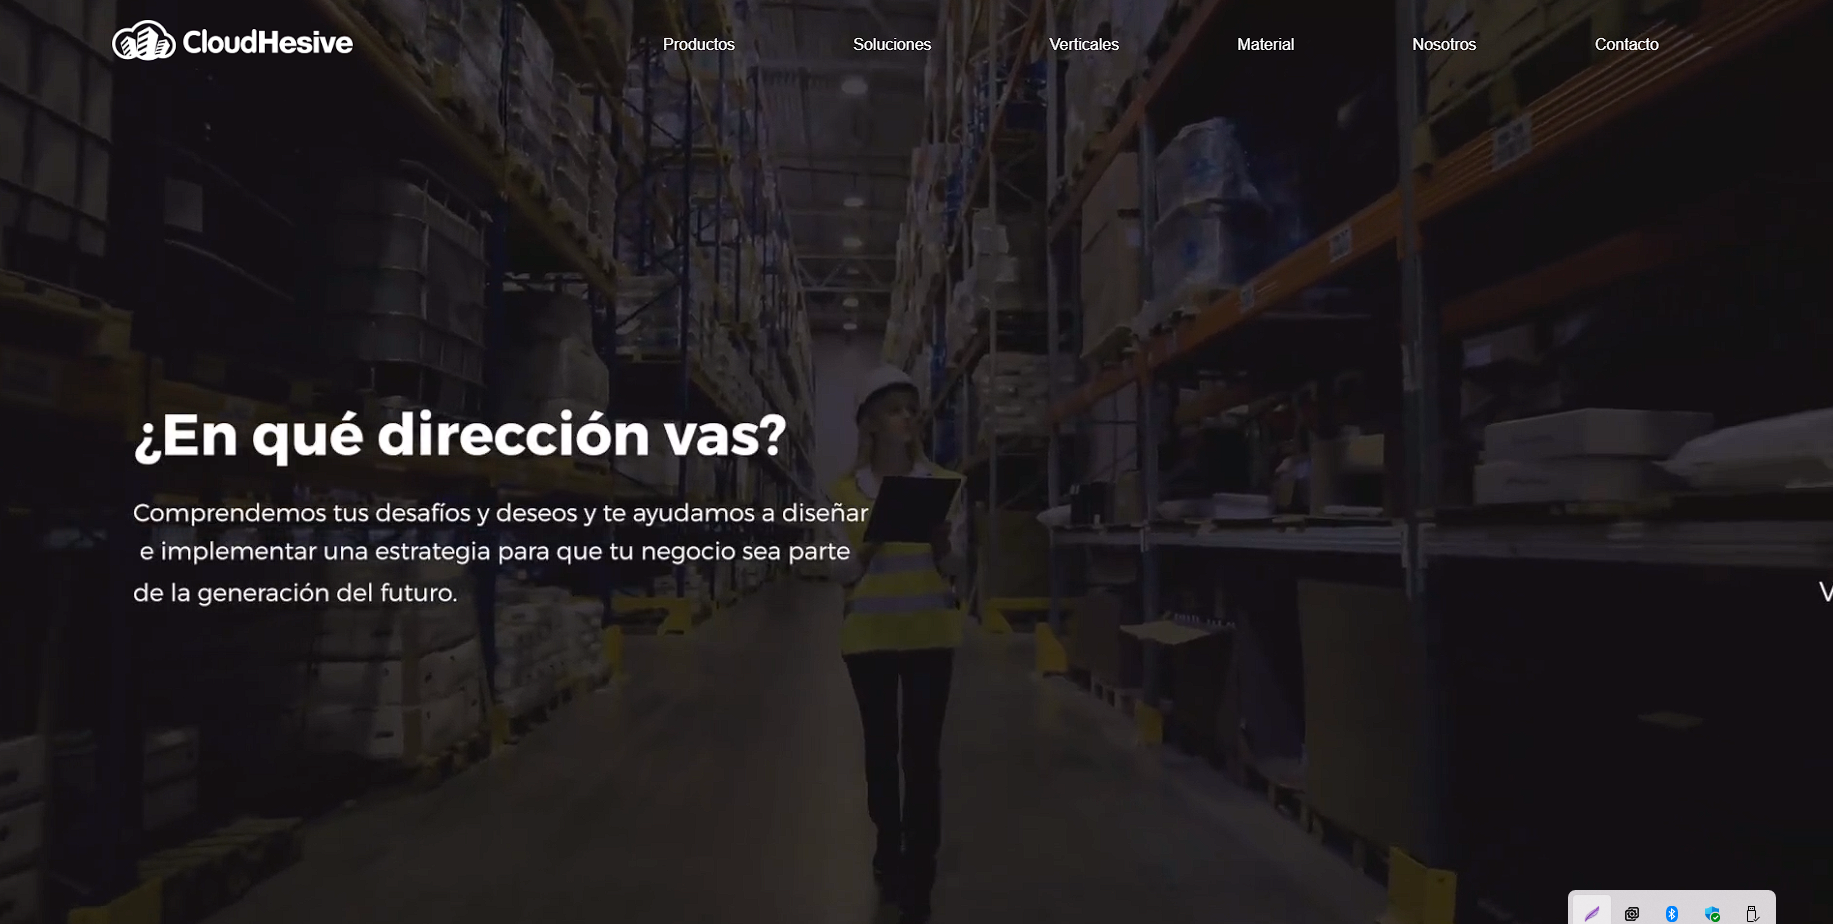 CloudHesive
Productos Soluciones Verticales Material Nosotros Contacto
¿En qué dirección vas?
Comprendemos tus desafíos y deseos y te ayudamos a diseñar
e implementar una estrategia para que tu negocio sea parte
de la generación del futuro.
V